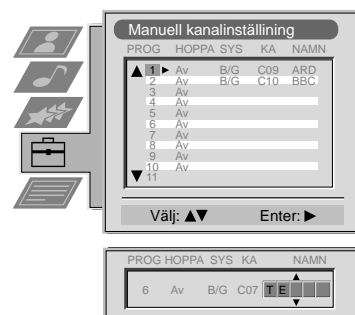 Manuell kanalinställning
PROG HOPPA SYS KA NAMN
1 Av B/G C09 ARD
2 Av B/G C10 BBC
3 Av
4 Av
5 Av
6 Av
7 Av
8 Av
9 Av
10 Av
11
Välj: ▲▼ Enter: ▶
PROG HOPPA SYS KA NAMN
6 Av B/G C07 T E